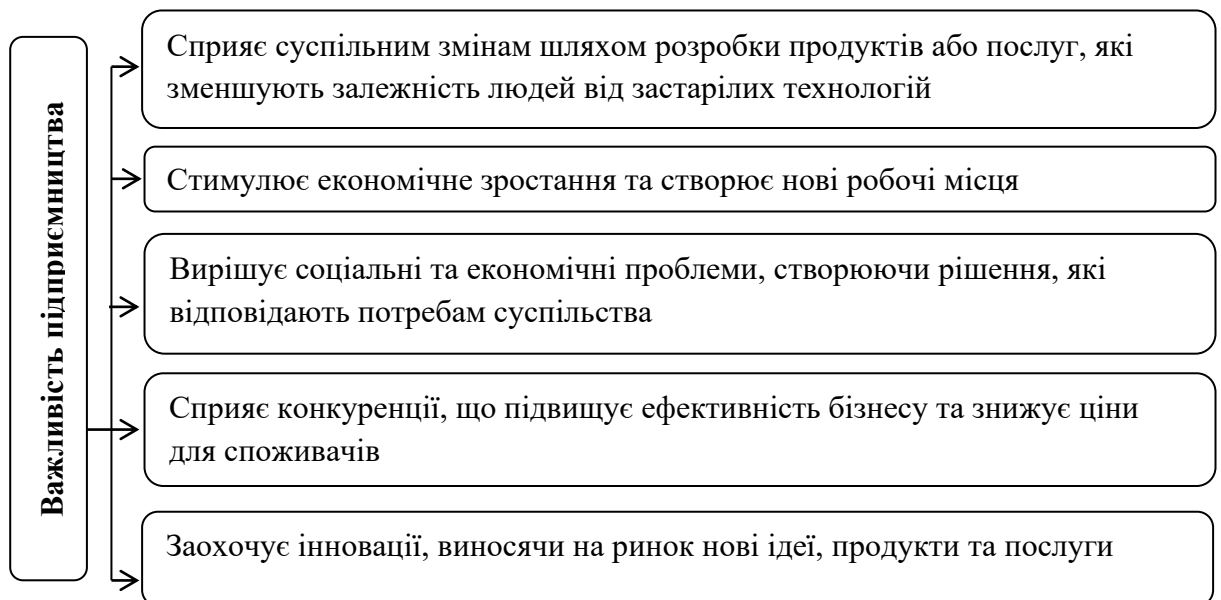 Важливість підприємництва
Сприяє суспільним змінам шляхом розробки продуктів або послуг, які
зменшують залежність людей від застарілих технологій
Стимулює економічне зростання та створює нові робочі місця
Вирішує соціальні та економічні проблеми, створюючи рішення, які
відповідають потребам суспільства
Сприяє конкуренції, що підвищує ефективність бізнесу та знижує ціни
для споживачів
Заохочує інновації, виносячи на ринок нові ідеї, продукти та послуги